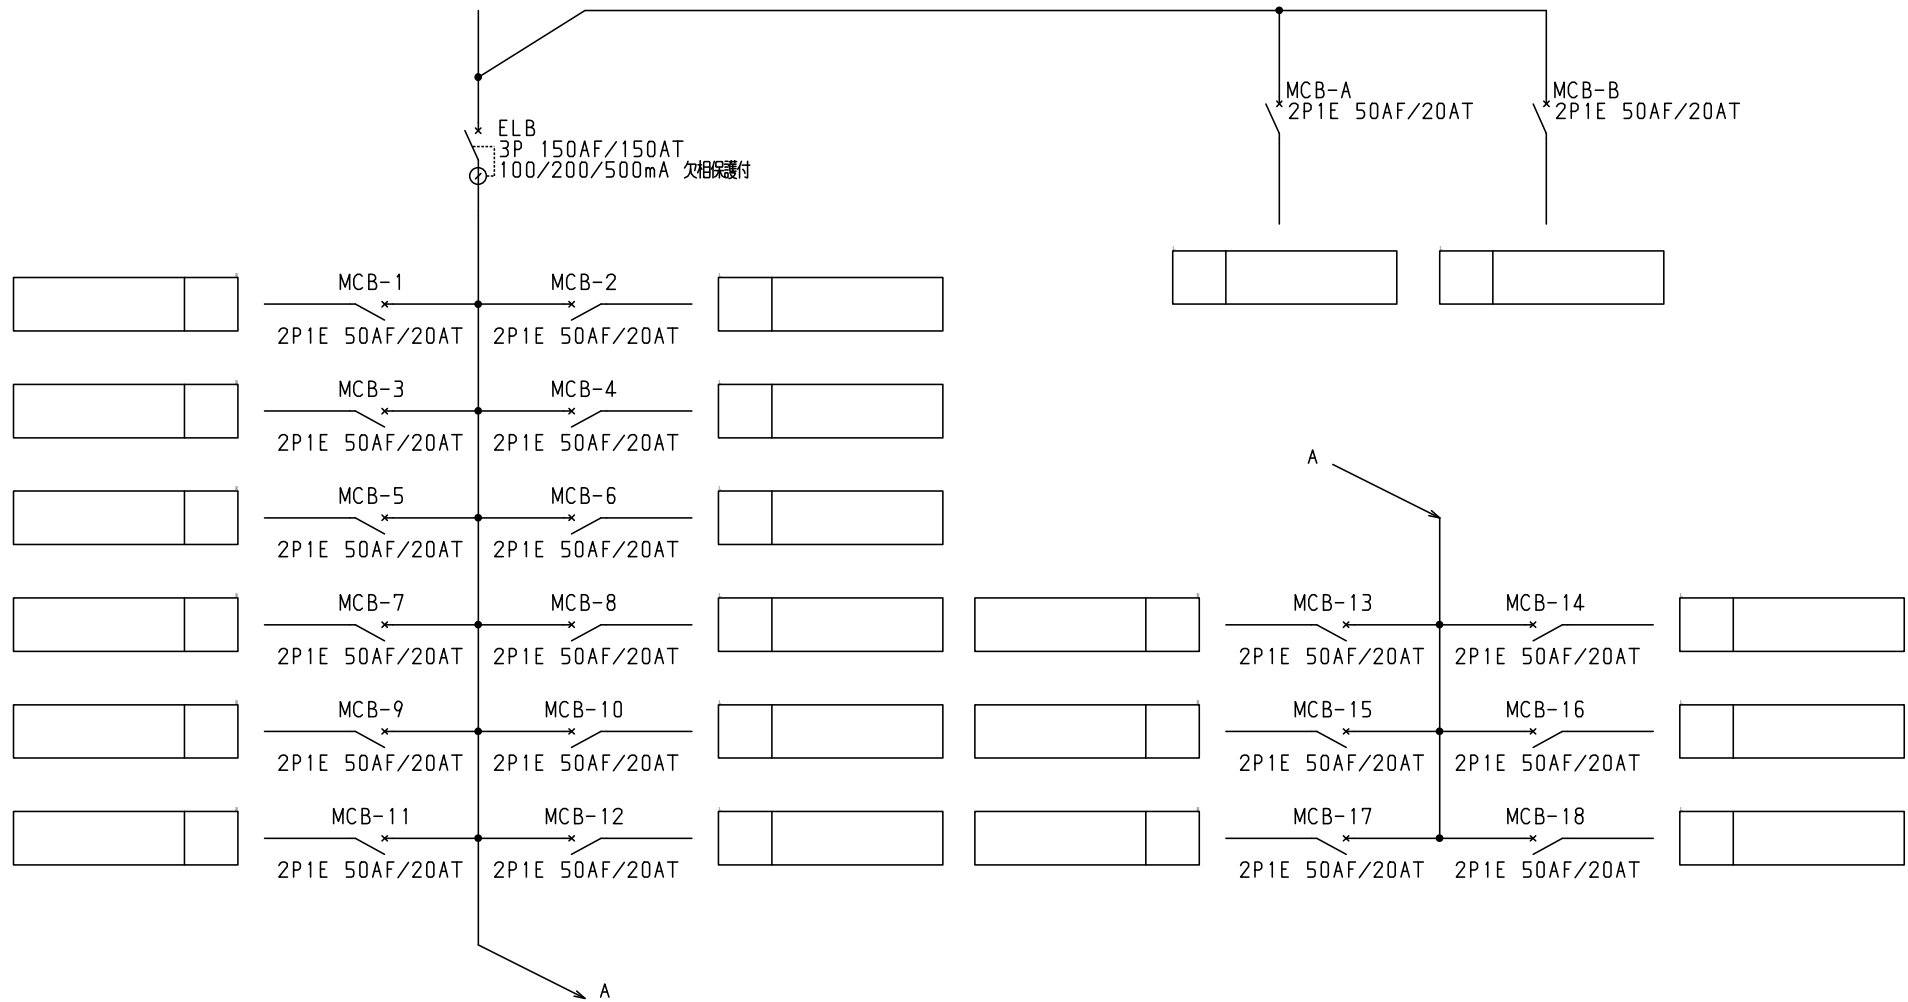 MCB-A
2P1E 50AF/20AT
MCB-B
2P1E 50AF/20AT
ELB
3P 150AF/150AT
100/200/500mA 欠相保護付
MCB-1
2P1E 50AF/20AT
MCB-2
2P1E 50AF/20AT
MCB-3
2P1E 50AF/20AT
MCB-4
2P1E 50AF/20AT
MCB-5
2P1E 50AF/20AT
MCB-6
2P1E 50AF/20AT
MCB-7
2P1E 50AF/20AT
MCB-8
2P1E 50AF/20AT
MCB-9
2P1E 50AF/20AT
MCB-10
2P1E 50AF/20AT
MCB-11
2P1E 50AF/20AT
MCB-12
2P1E 50AF/20AT
A
A
MCB-13
2P1E 50AF/20AT
MCB-14
2P1E 50AF/20AT
MCB-15
2P1E 50AF/20AT
MCB-16
2P1E 50AF/20AT
MCB-17
2P1E 50AF/20AT
MCB-18
2P1E 50AF/20AT